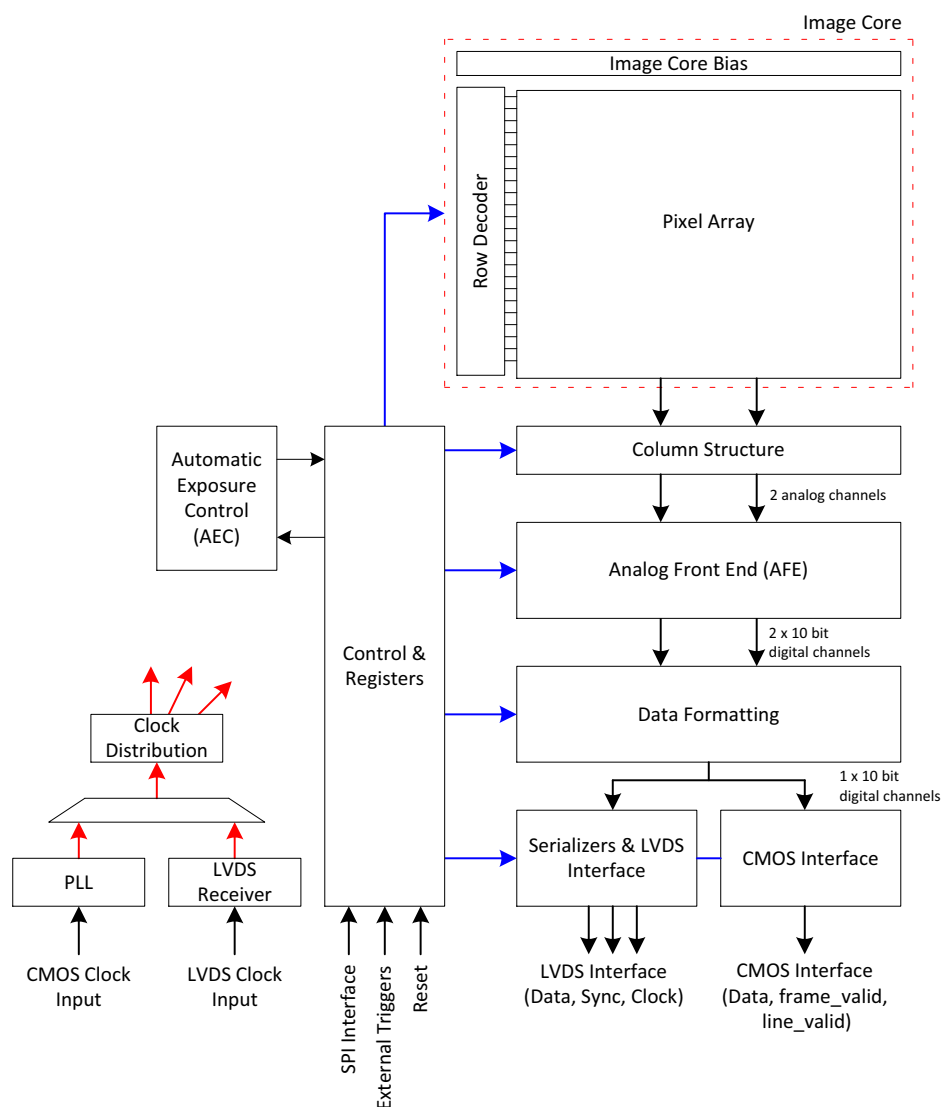 Image Core
Image Core Bias
Row Decoder
Pixel Array
Column Structure
2 analog channels
Automatic
Exposure
Control
(AEC)
Analog Front End (AFE)
2 x 10 bit
digital channels
Control &
Registers
Data Formatting
1 x 10 bit
digital channels
Clock
Distribution
PLL
LVDS
Receiver
Serializers & LVDS
Interface
CMOS Interface
CMOS Clock
Input
LVDS Clock
Input
SPI Interface
External Triggers
Reset
LVDS Interface
(Data, Sync, Clock)
CMOS Interface
(Data, frame_valid,
line_valid)